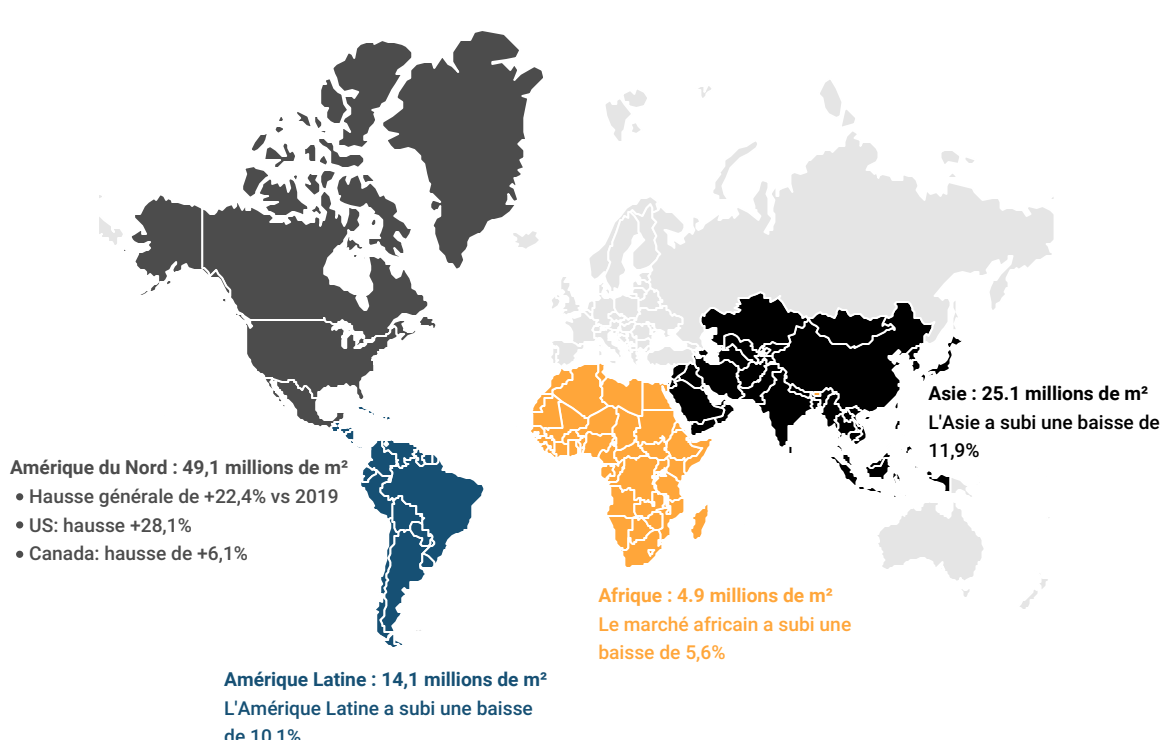 Asie : 25.1 millions de m²
L'Asie a subi une baisse de
11,9%
Amérique du Nord : 49,1 millions de m²
• Hausse générale de +22,4% vs 2019
• US: hausse +28,1%
• Canada: hausse de +6,1%
Afrique : 4.9 millions de m²
Le marché africain a subi une
baisse de 5,6%
Amérique Latine : 14,1 millions de m²
L'Amérique Latine a subi une baisse
de 10,1%